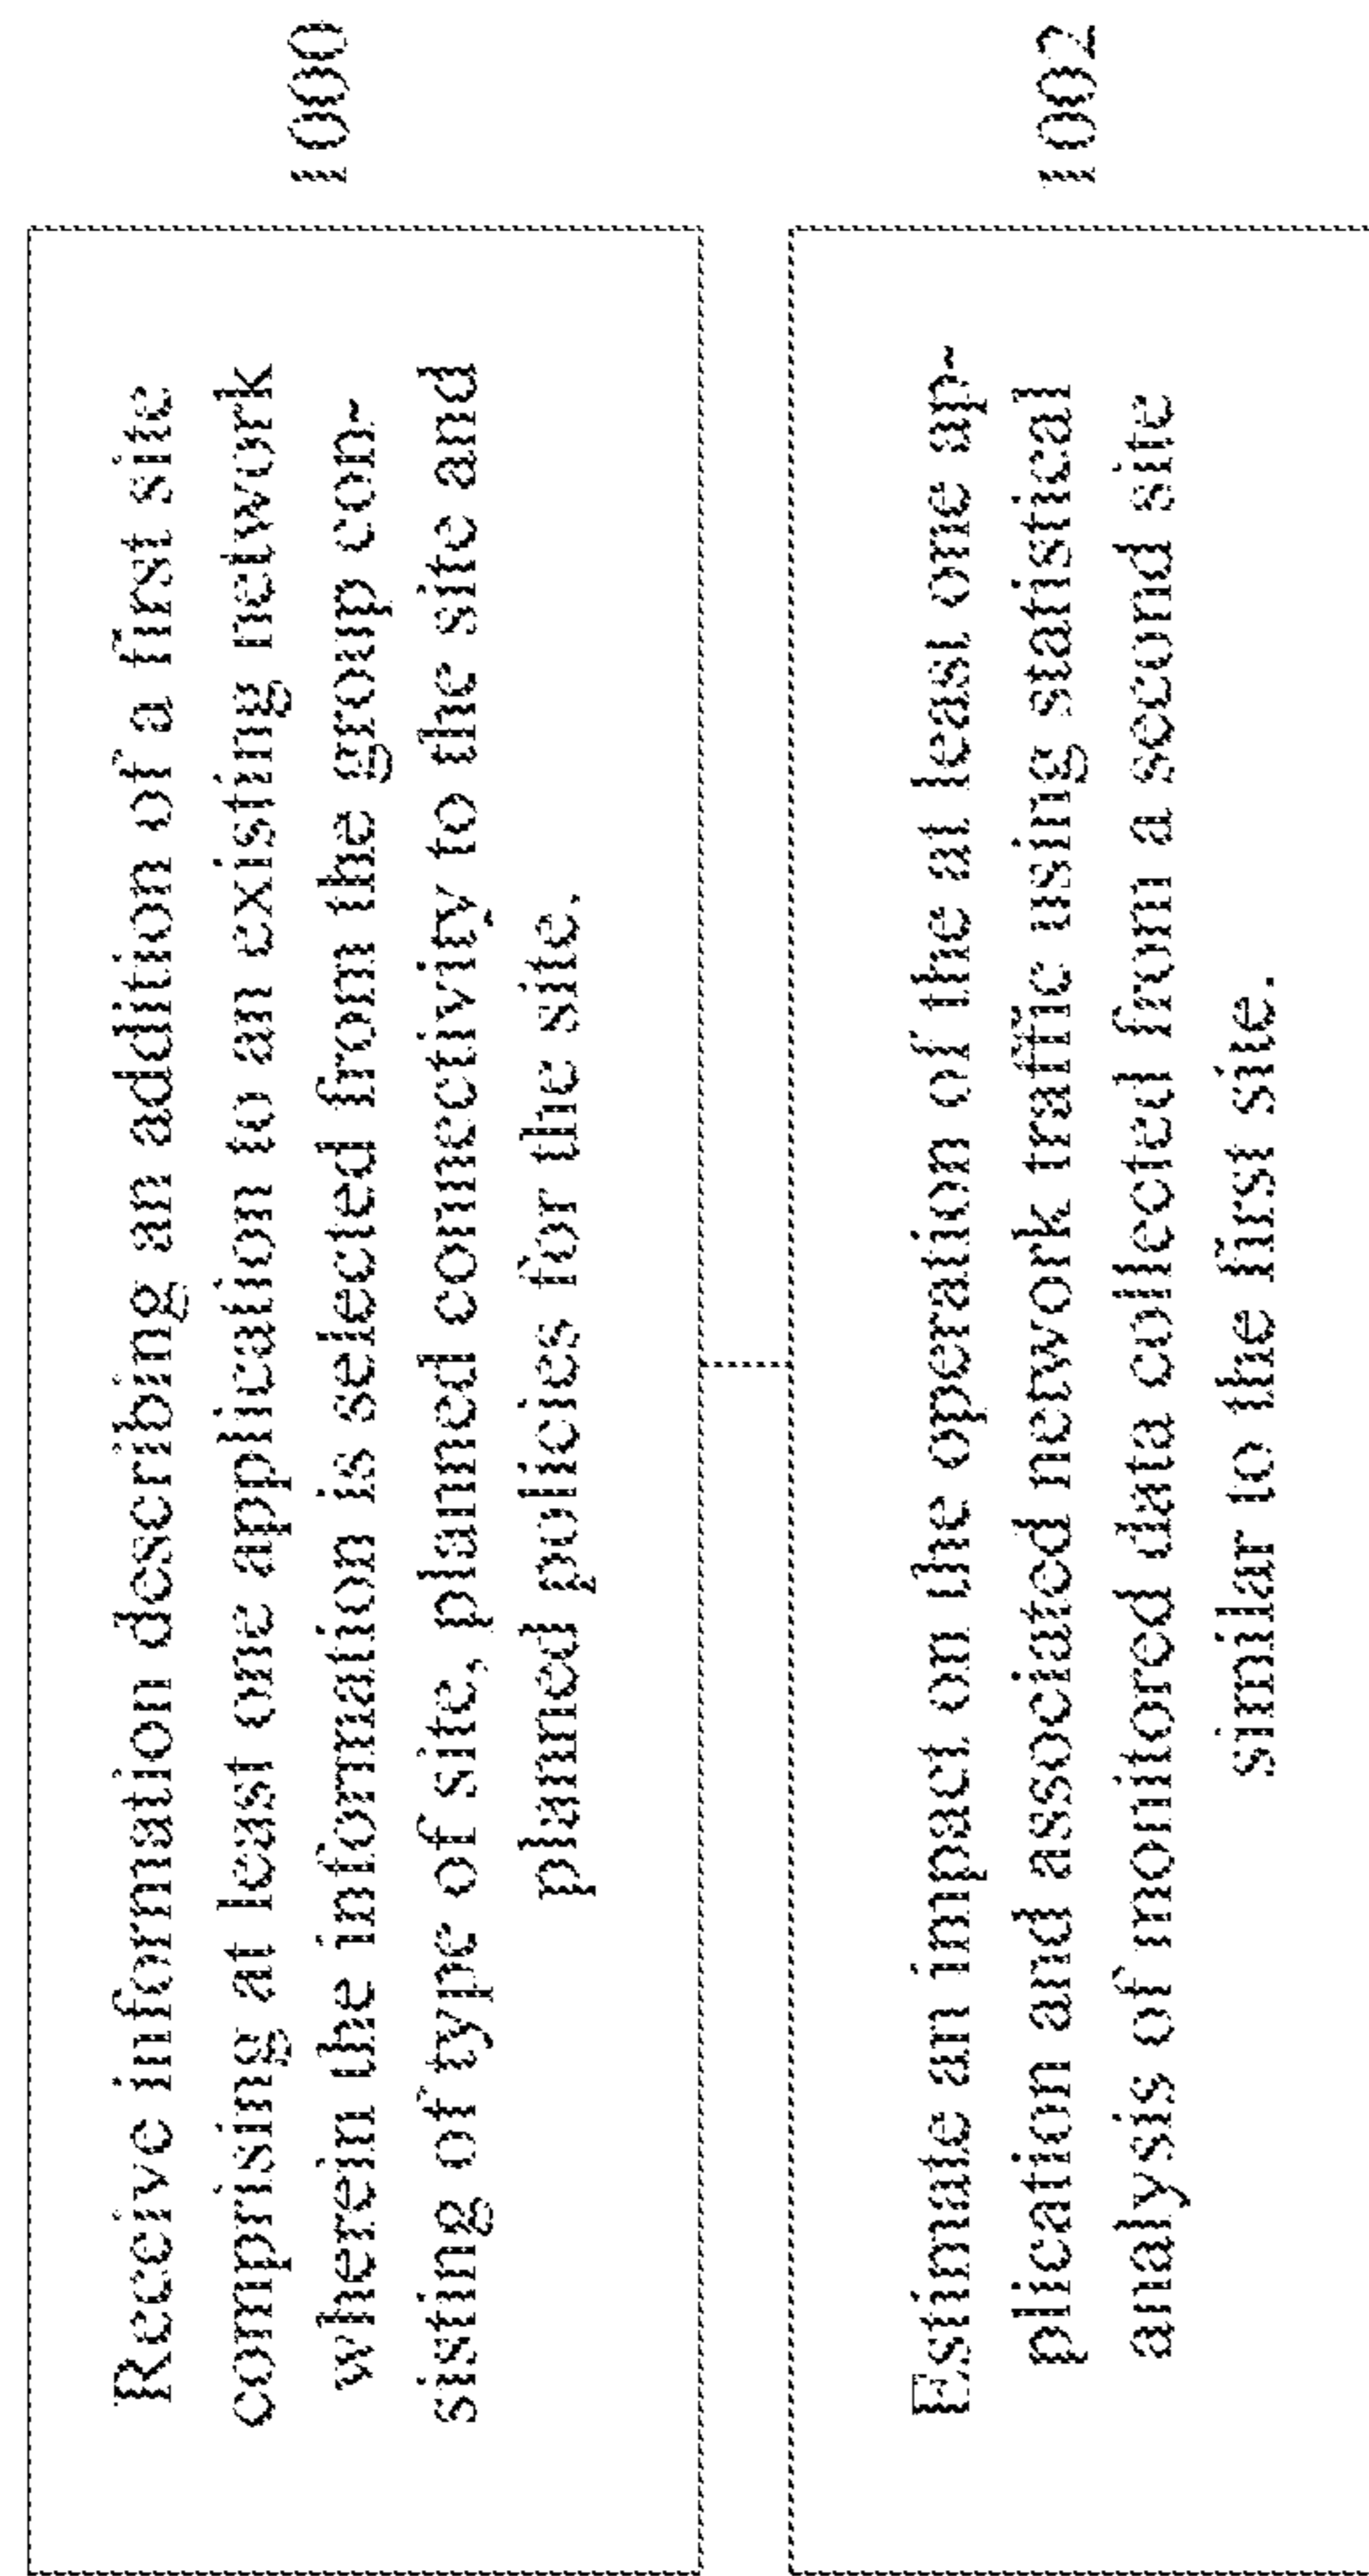 Receive information describing an addition of a first site
comprising at least one application to an existing network
wherein the information is selected from the group con-
sisting of type of site, planned connectivity to the site and
planned policies for the site.
1000
Estimate an impact on the operation of the at least one ap-
plication and associated network traffic using statistical
analysis of monitored data collected from a second site
similar to the first site.
1002